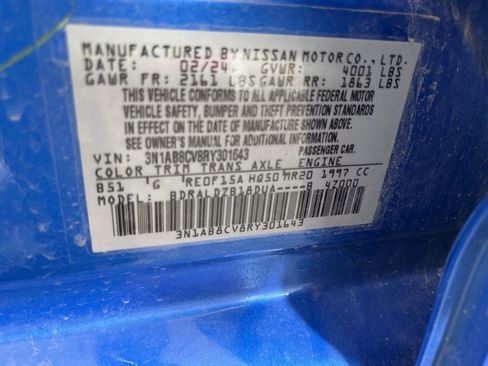 MANUFACTURED BY NISSAN MOTOR CO., LTD.
DATE: 02/24 GVWR: 4001 LBS
GAWR FR: 2161 LBS GAWR RR: 1863 LBS
THIS VEHICLE CONFORMS TO ALL APPLICABLE FEDERAL MOTOR
VEHICLE SAFETY, BUMPER AND THEFT PREVENTION STANDARDS
IN EFFECT ON THE DATE OF MANUFACTURE SHOWN ABOVE.
SEE OWNER'S MANUAL FOR ADDITIONAL INFORMATION.
VIN: 3N1AB8CV8RY301643 PASSENGER CAR.
COLOR TRIM TRANS AXLE ENGINE
B51 G RE0F15A HQ50 MR20 1997 CC
MODEL: BDRALDZB18DUA----B 4Z000
3N1AB8CV8RY301643